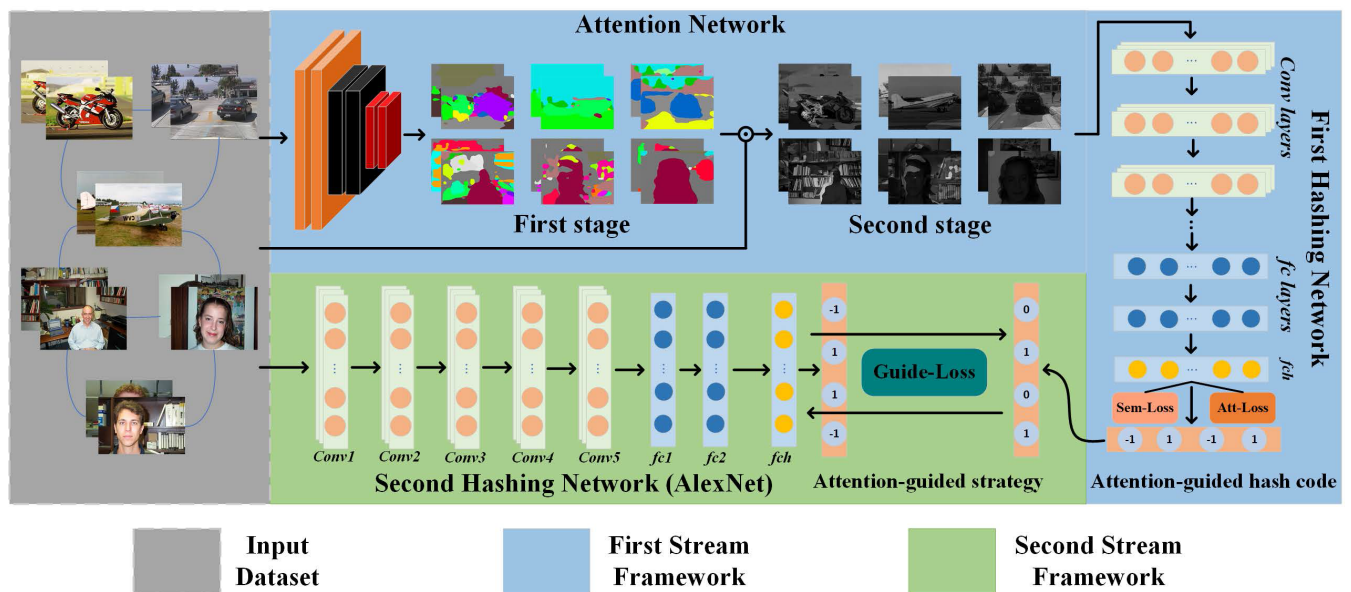 Attention Network
First stage
Second stage
Conv layers
fc layers
fch
First Hashing Network
Sem-Loss
Att-Loss
-1 1 -1 1
Attention-guided hash code
-1
1
1
-1
Guide-Loss
0
1
0
1
Conv1 Conv2 Conv3 Conv4 Conv5 fc1 fc2 fch
Second Hashing Network (AlexNet)
Attention-guided strategy
Input
Dataset
First Stream
Framework
Second Stream
Framework